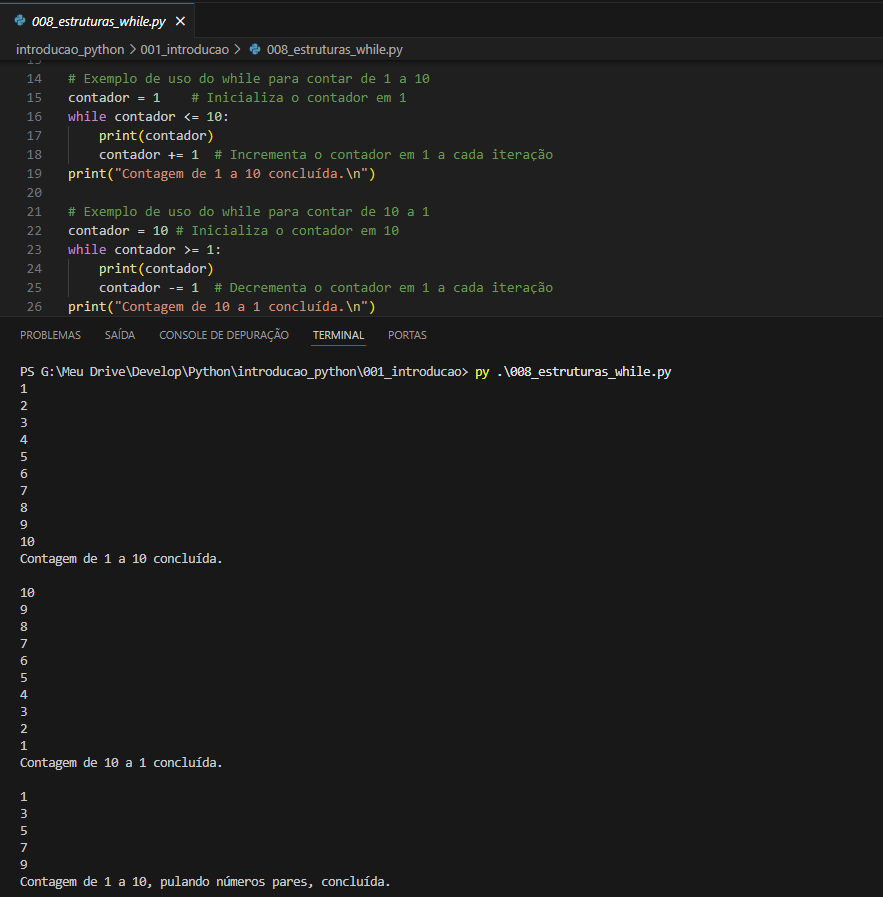 008_estruturas_while.py ×
introducao_python > 001_introducao > 008_estruturas_while.py
13
14 # Exemplo de uso do while para contar de 1 a 10
15 contador = 1    # Inicializa o contador em 1
16 while contador <= 10:
17     print(contador)
18     contador += 1  # Incrementa o contador em 1 a cada iteração
19 print("Contagem de 1 a 10 concluída.\n")
20
21 # Exemplo de uso do while para contar de 10 a 1
22 contador = 10 # Inicializa o contador em 10
23 while contador >= 1:
24     print(contador)
25     contador -= 1  # Decrementa o contador em 1 a cada iteração
26 print("Contagem de 10 a 1 concluída.\n")
PROBLEMAS SAÍDA CONSOLE DE DEPURAÇÃO TERMINAL PORTAS
PS G:\Meu Drive\Develop\Python\introducao_python\001_introducao> py .\008_estruturas_while.py
1
2
3
4
5
6
7
8
9
10
Contagem de 1 a 10 concluída.
10
9
8
7
6
5
4
3
2
1
Contagem de 10 a 1 concluída.
1
3
5
7
9
Contagem de 1 a 10, pulando números pares, concluída.